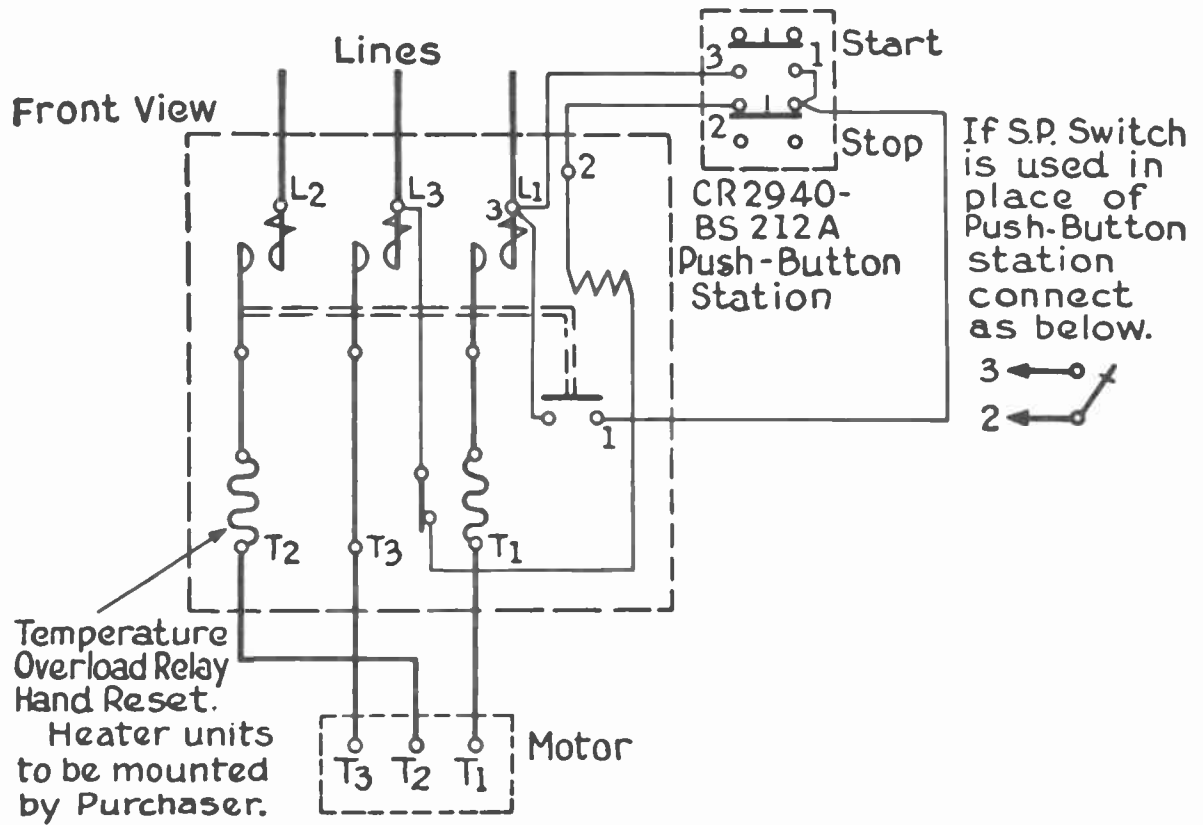 Lines
Front View
L2
L3
L1
3
2
3
1
2
Start
Stop
CR2940-
BS 212A
Push-Button
Station
If S.P. Switch
is used in
place of
Push-Button
station
connect
as below.
3
2
1
T2
T3
T1
Temperature
Overload Relay
Hand Reset.
Heater units
to be mounted
by Purchaser.
T3
T2
T1
Motor